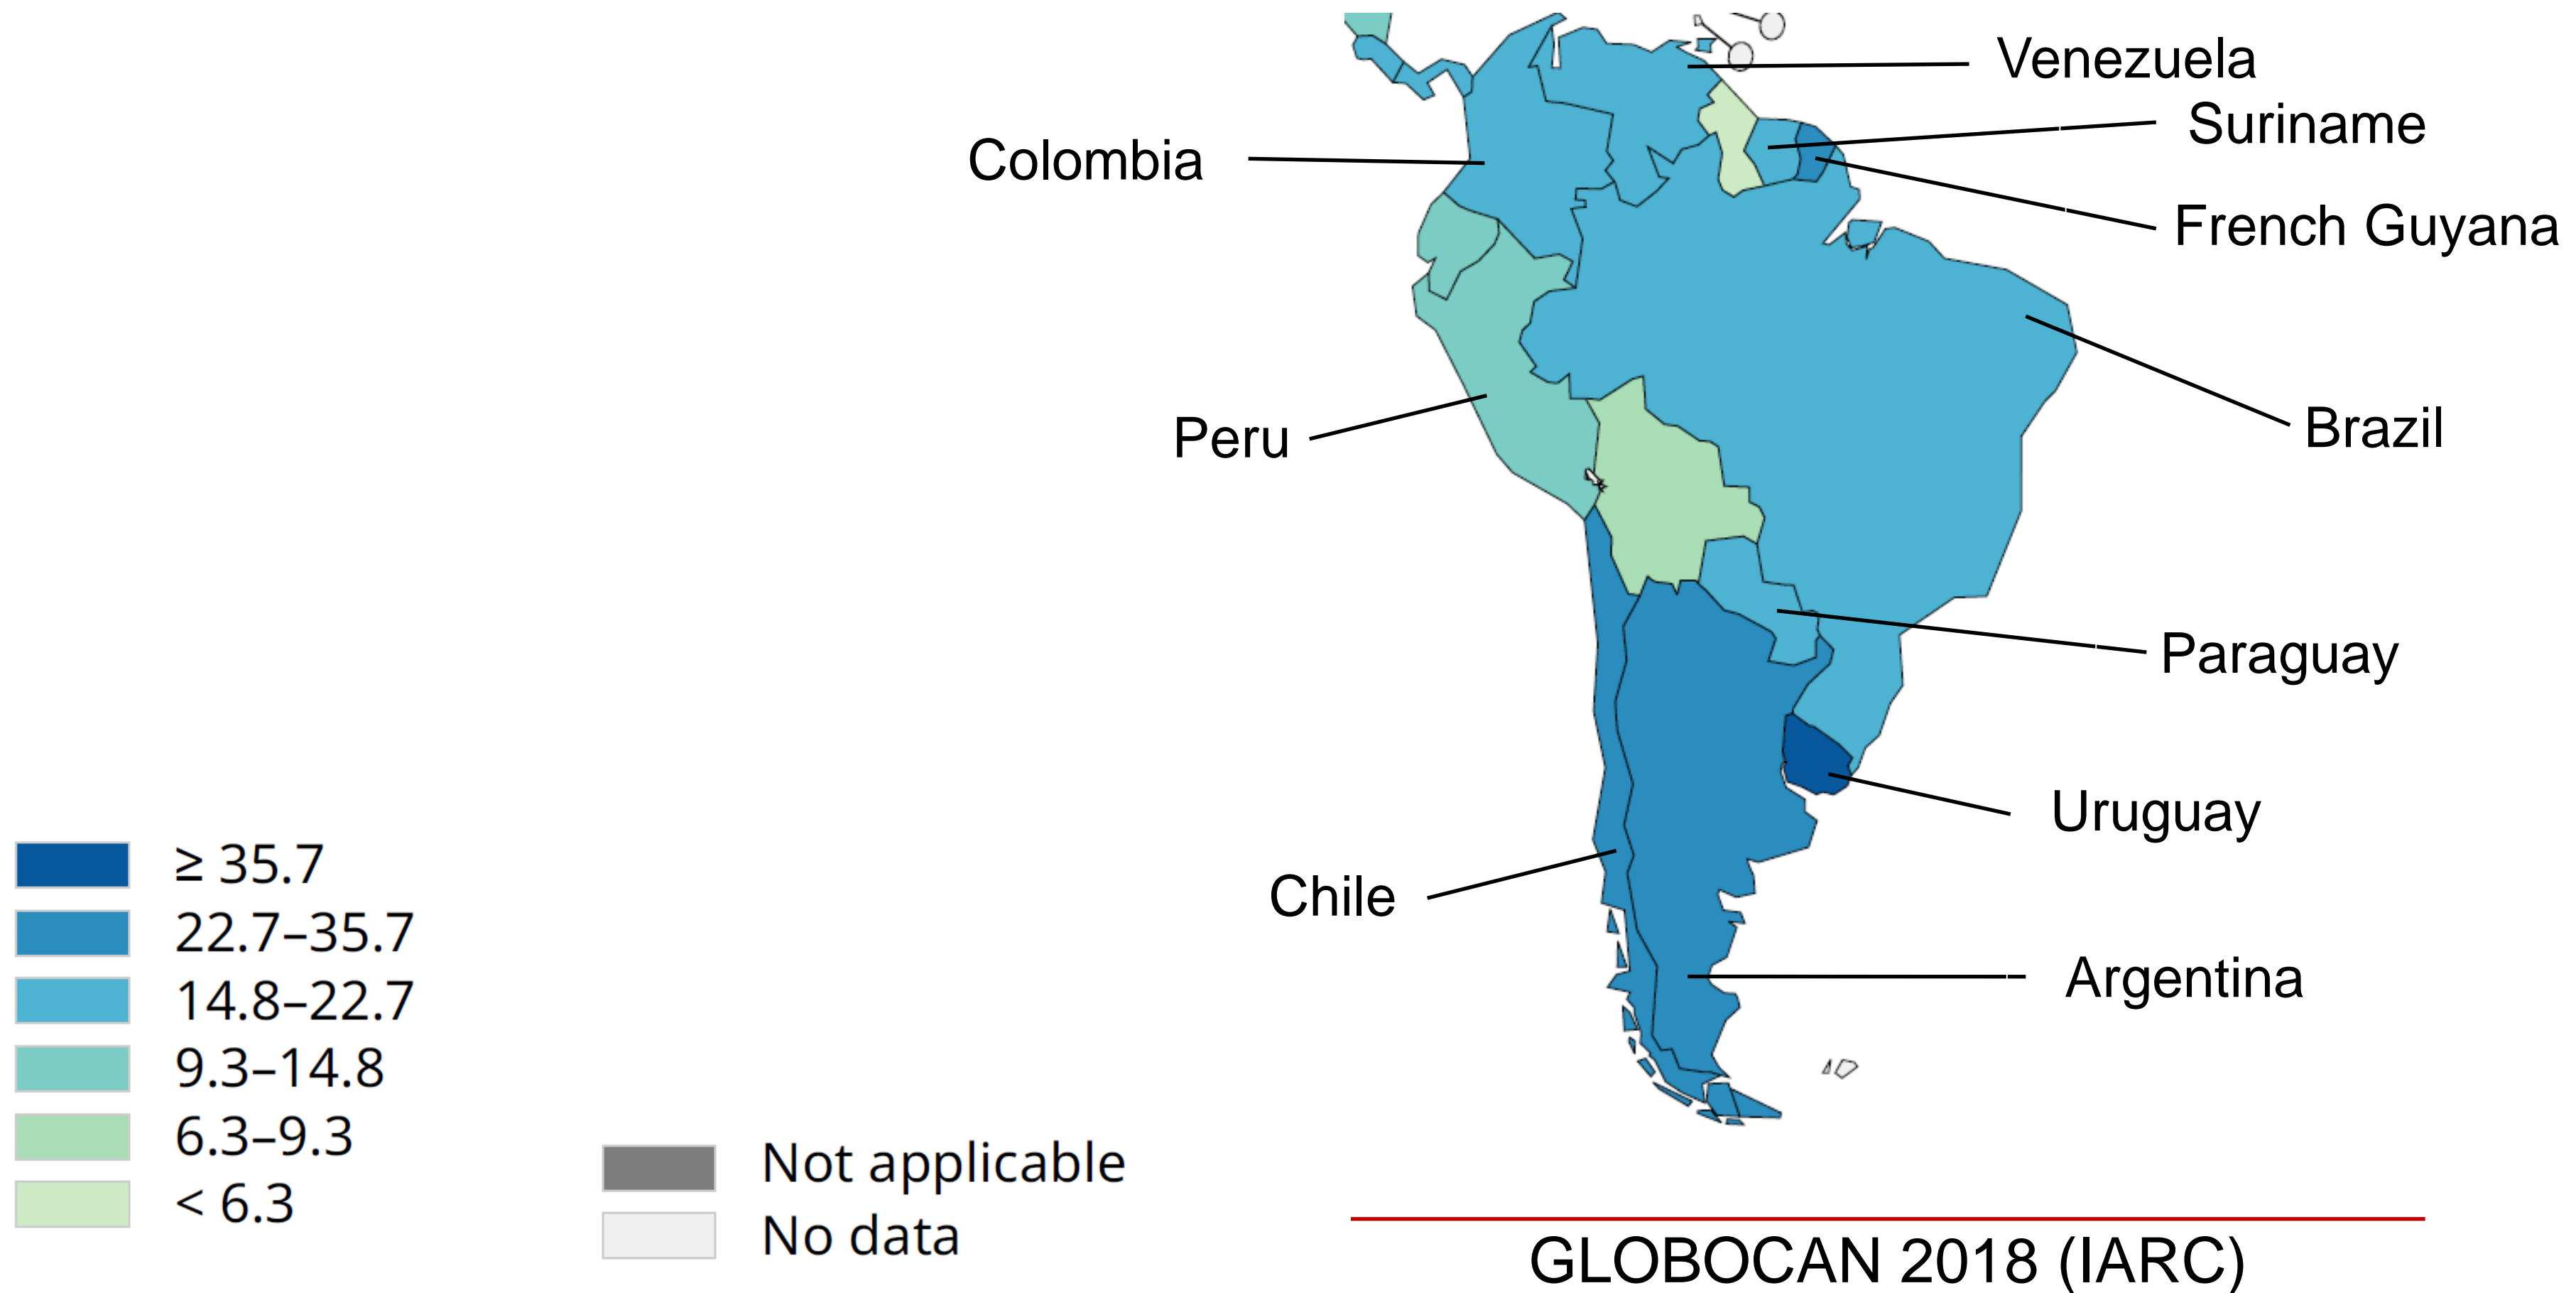 Venezuela
Suriname
Colombia
French Guyana
Brazil
Peru
Paraguay
Uruguay
Chile
Argentina
≥ 35.7
22.7–35.7
14.8–22.7
9.3–14.8
6.3–9.3
< 6.3
Not applicable
No data
GLOBOCAN 2018 (IARC)